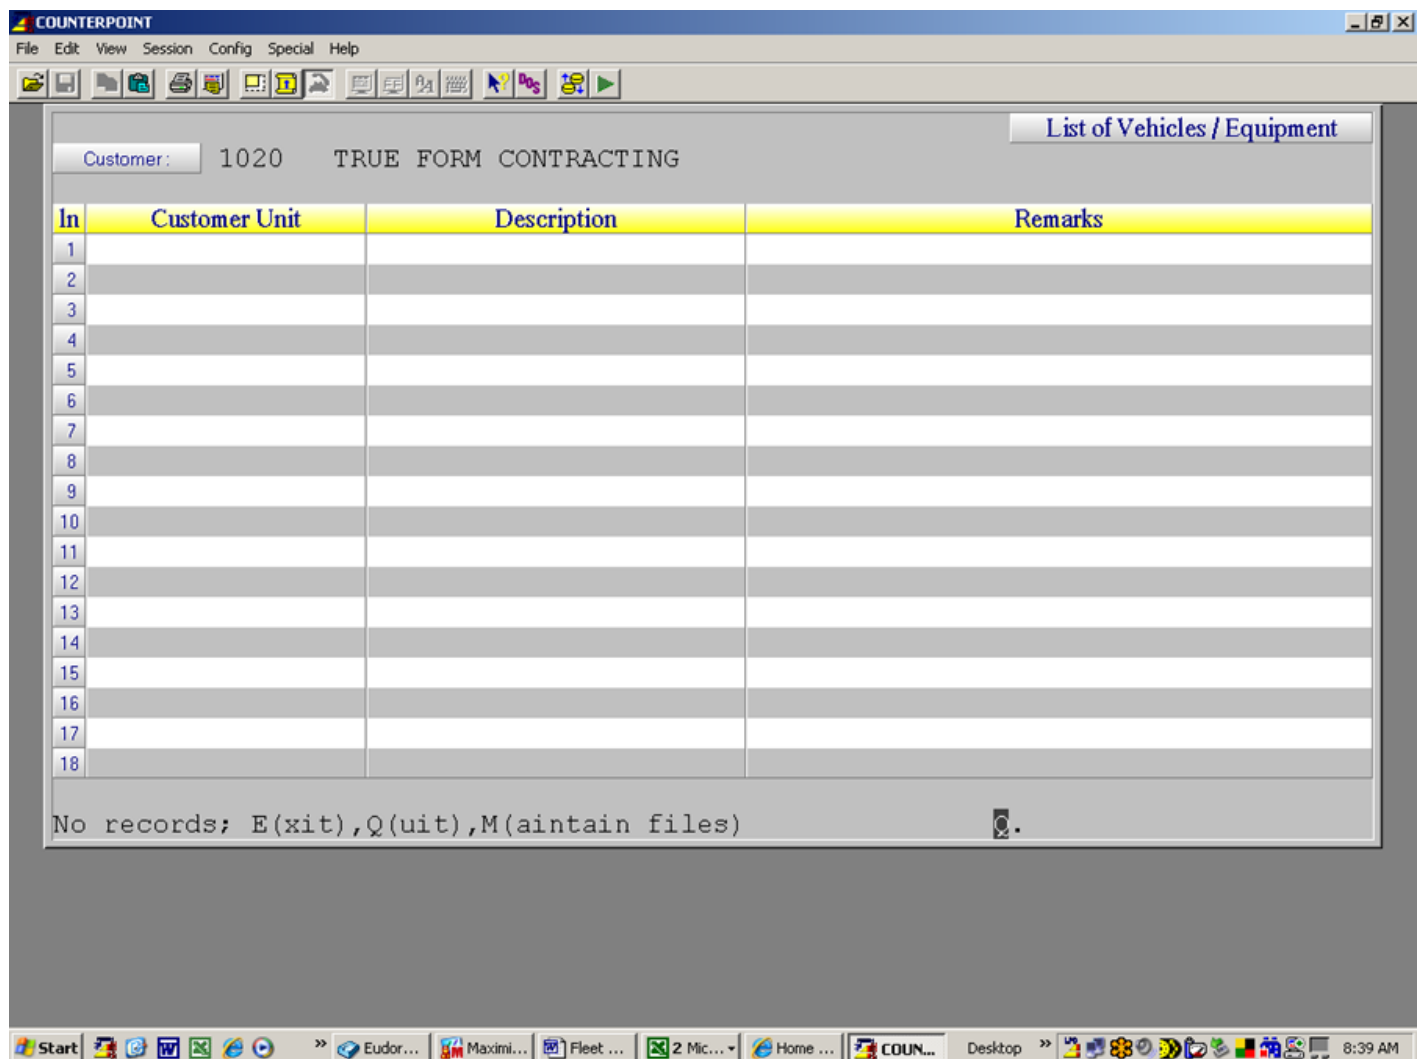 COUNTERPOINT
File Edit View Session Config Special Help
DOS
List of Vehicles / Equipment
Customer: 1020 TRUE FORM CONTRACTING
ln Customer Unit Description Remarks
1
2
3
4
5
6
7
8
9
10
11
12
13
14
15
16
17
18
No records; E(xit),Q(uit),M(aintain files) Q.
Start » Eudor... Maximi... Fleet ... 2 Mic... Home ... COUN... Desktop » 8:39 AM